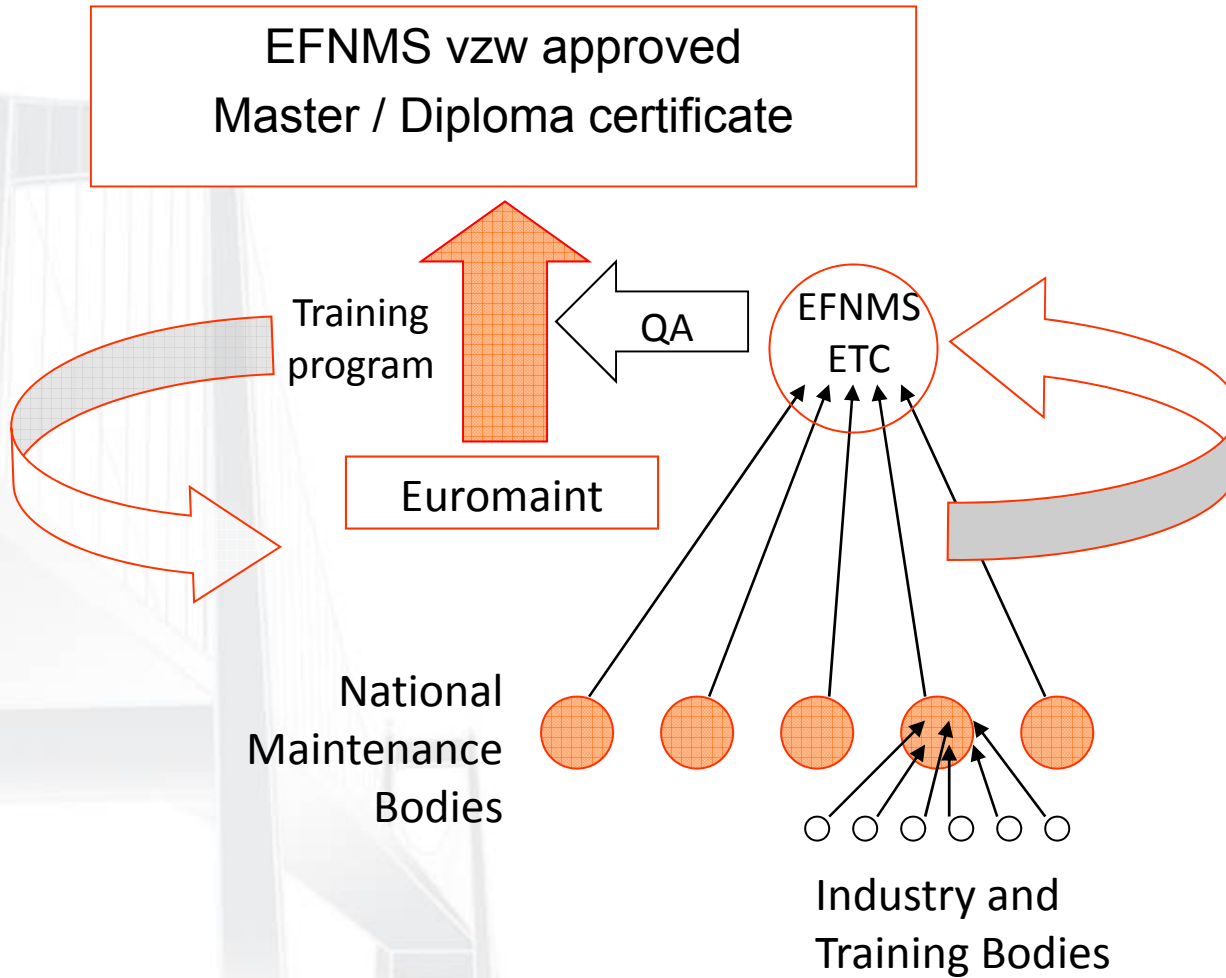 EFNMS vzw approved
Master / Diploma certificate
Training
program
QA
EFNMS
ETC
Euromaint
National
Maintenance
Bodies
Industry and
Training Bodies